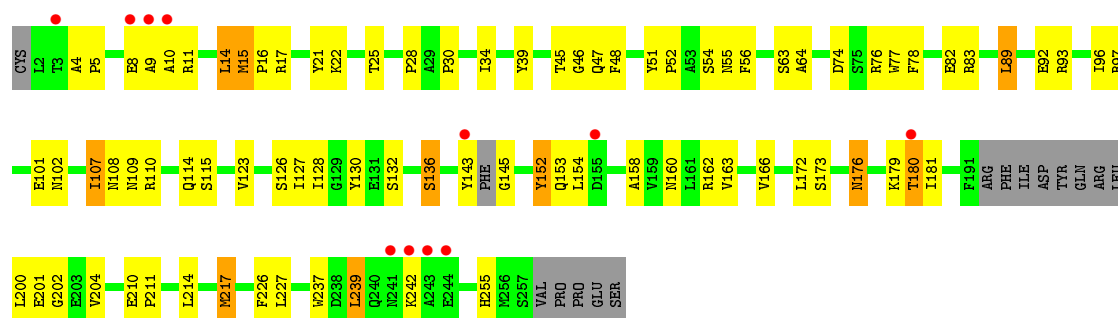 CYS L2 T3 A4 P5 E8 A9 A10 R11 L14 M15 P16 R17 Y21 K22 T25 P28 A29 P30 I34 Y39 T45 G46 Q47 F48 Y51 P52 A53 S54 N55 F56 S63 A64 D74 S75 R76 W77 F78 E82 R83 L89 E92 R93 I96
E101 N102 I107 N108 N109 R110 Q114 S115 V123 S126 I127 I128 G129 Y130 E131 S132 S136 Y143 PHE G145 Y152 Q153 L154 D155 A158 V159 N160 L161 R162 V163 V166 L172 S173 N176 K179 T180 I181 F191 ARG PHE ILE ASP TYR GLN ARG LEU
L200 E201 G202 E203 V204 E210 P211 L214 M217 F226 L227 W237 D238 L239 Q240 N241 K242 A243 E244 H255 M256 S257 VAL PRO PRO GLU SER